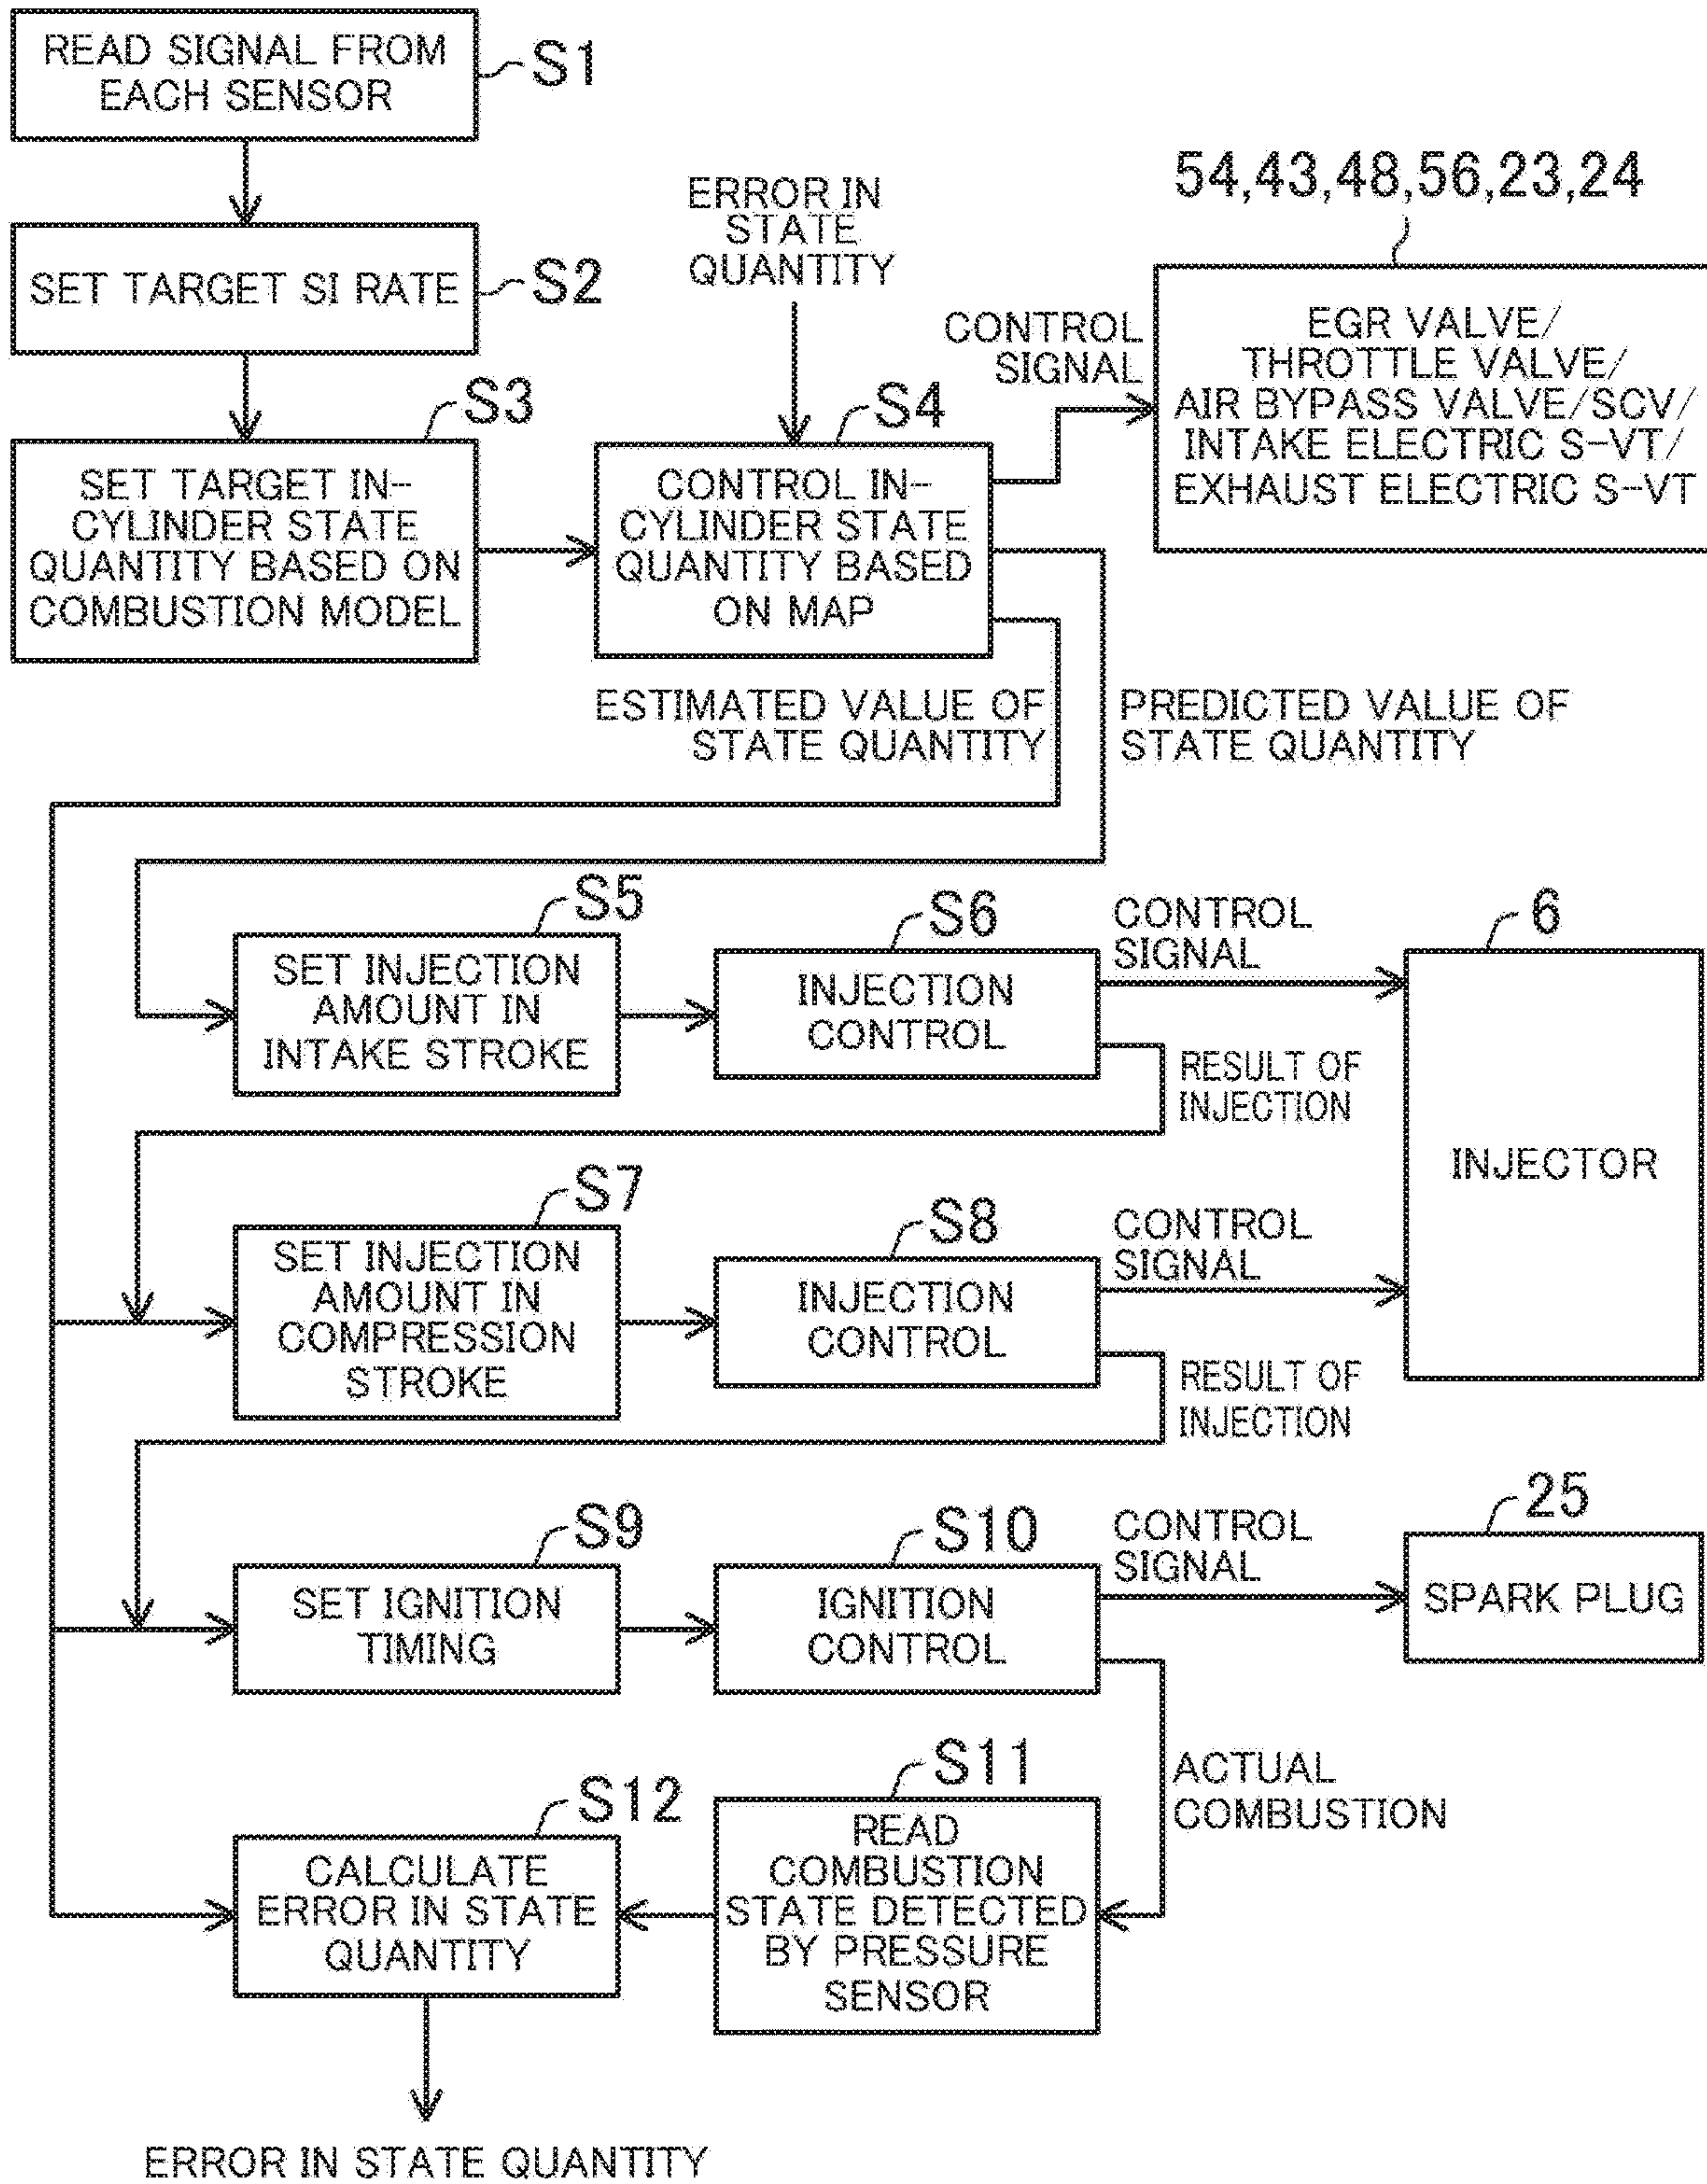 READ SIGNAL FROM
EACH SENSOR
S1
SET TARGET SI RATE
S2
S3
SET TARGET IN-
CYLINDER STATE
QUANTITY BASED ON
COMBUSTION MODEL
ERROR IN
STATE
QUANTITY
S4
CONTROL IN-
CYLINDER STATE
QUANTITY BASED
ON MAP
CONTROL
SIGNAL
54,43,48,56,23,24
EGR VALVE/
THROTTLE VALVE/
AIR BYPASS VALVE/SCV/
INTAKE ELECTRIC S-VT/
EXHAUST ELECTRIC S-VT
ESTIMATED VALUE OF
STATE QUANTITY
PREDICTED VALUE OF
STATE QUANTITY
S5
SET INJECTION
AMOUNT IN
INTAKE STROKE
S6
INJECTION
CONTROL
CONTROL
SIGNAL
RESULT OF
INJECTION
6
INJECTOR
S7
SET INJECTION
AMOUNT IN
COMPRESSION
STROKE
S8
INJECTION
CONTROL
CONTROL
SIGNAL
RESULT OF
INJECTION
S9
SET IGNITION
TIMING
S10
IGNITION
CONTROL
CONTROL
SIGNAL
25
SPARK PLUG
ACTUAL
COMBUSTION
S11
READ
COMBUSTION
STATE DETECTED
BY PRESSURE
SENSOR
S12
CALCULATE
ERROR IN STATE
QUANTITY
ERROR IN STATE QUANTITY